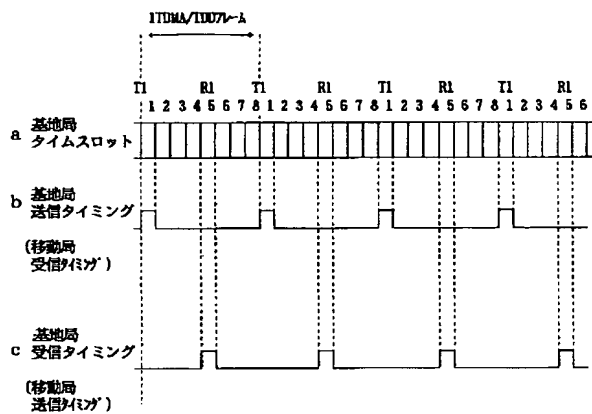 1TDMA/TDDフレーム
T1 R1 T1 R1 T1 R1 T1 R1
1 2 3 4 5 6 7 8 1 2 3 4 5 6 7 8 1 2 3 4 5 6 7 8 1 2 3 4 5 6
a 基地局
タイムスロット
b 基地局
送信タイミング
(移動局
受信タイミング)
c 基地局
受信タイミング
(移動局
送信タイミング)